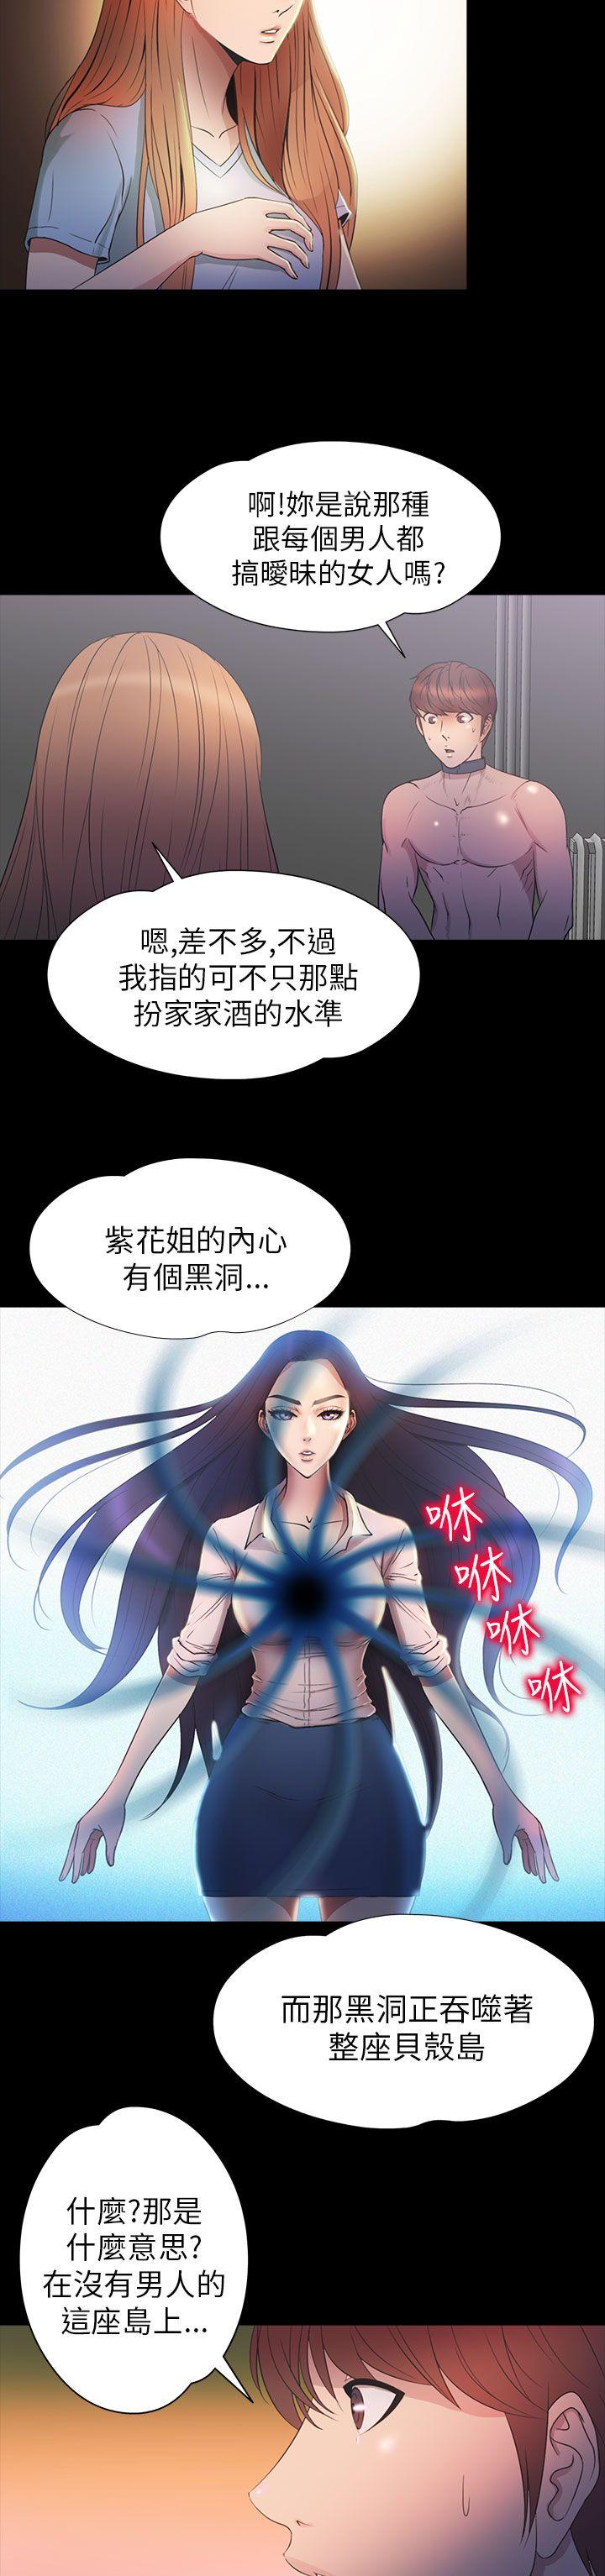 啊!妳是說那種
跟每個男人都
搞曖昧的女人嗎?
嗯,差不多,不過
我指的可不只那點
扮家家酒的水準
紫花姐的內心
有個黑洞...
咻
咻
咻
咻
而那黑洞正吞噬著
整座貝殼島
什麼?那是
什麼意思?
在沒有男人的
這座島上...